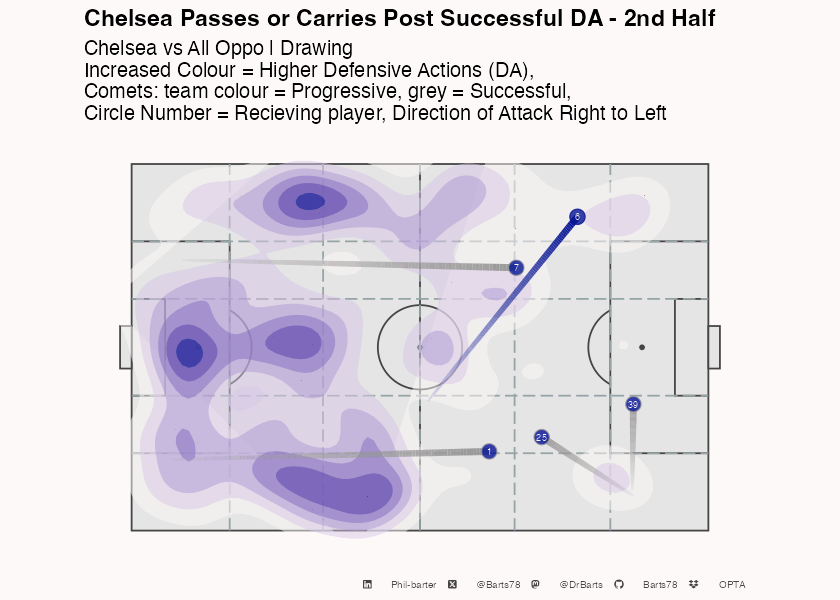 Chelsea Passes or Carries Post Successful DA - 2nd Half
Chelsea vs All Oppo | Drawing
Increased Colour = Higher Defensive Actions (DA),
Comets: team colour = Progressive, grey = Successful,
Circle Number = Recieving player, Direction of Attack Right to Left
6
7
39
25
1
Phil-barter @Barts78 @DrBarts Barts78 OPTA